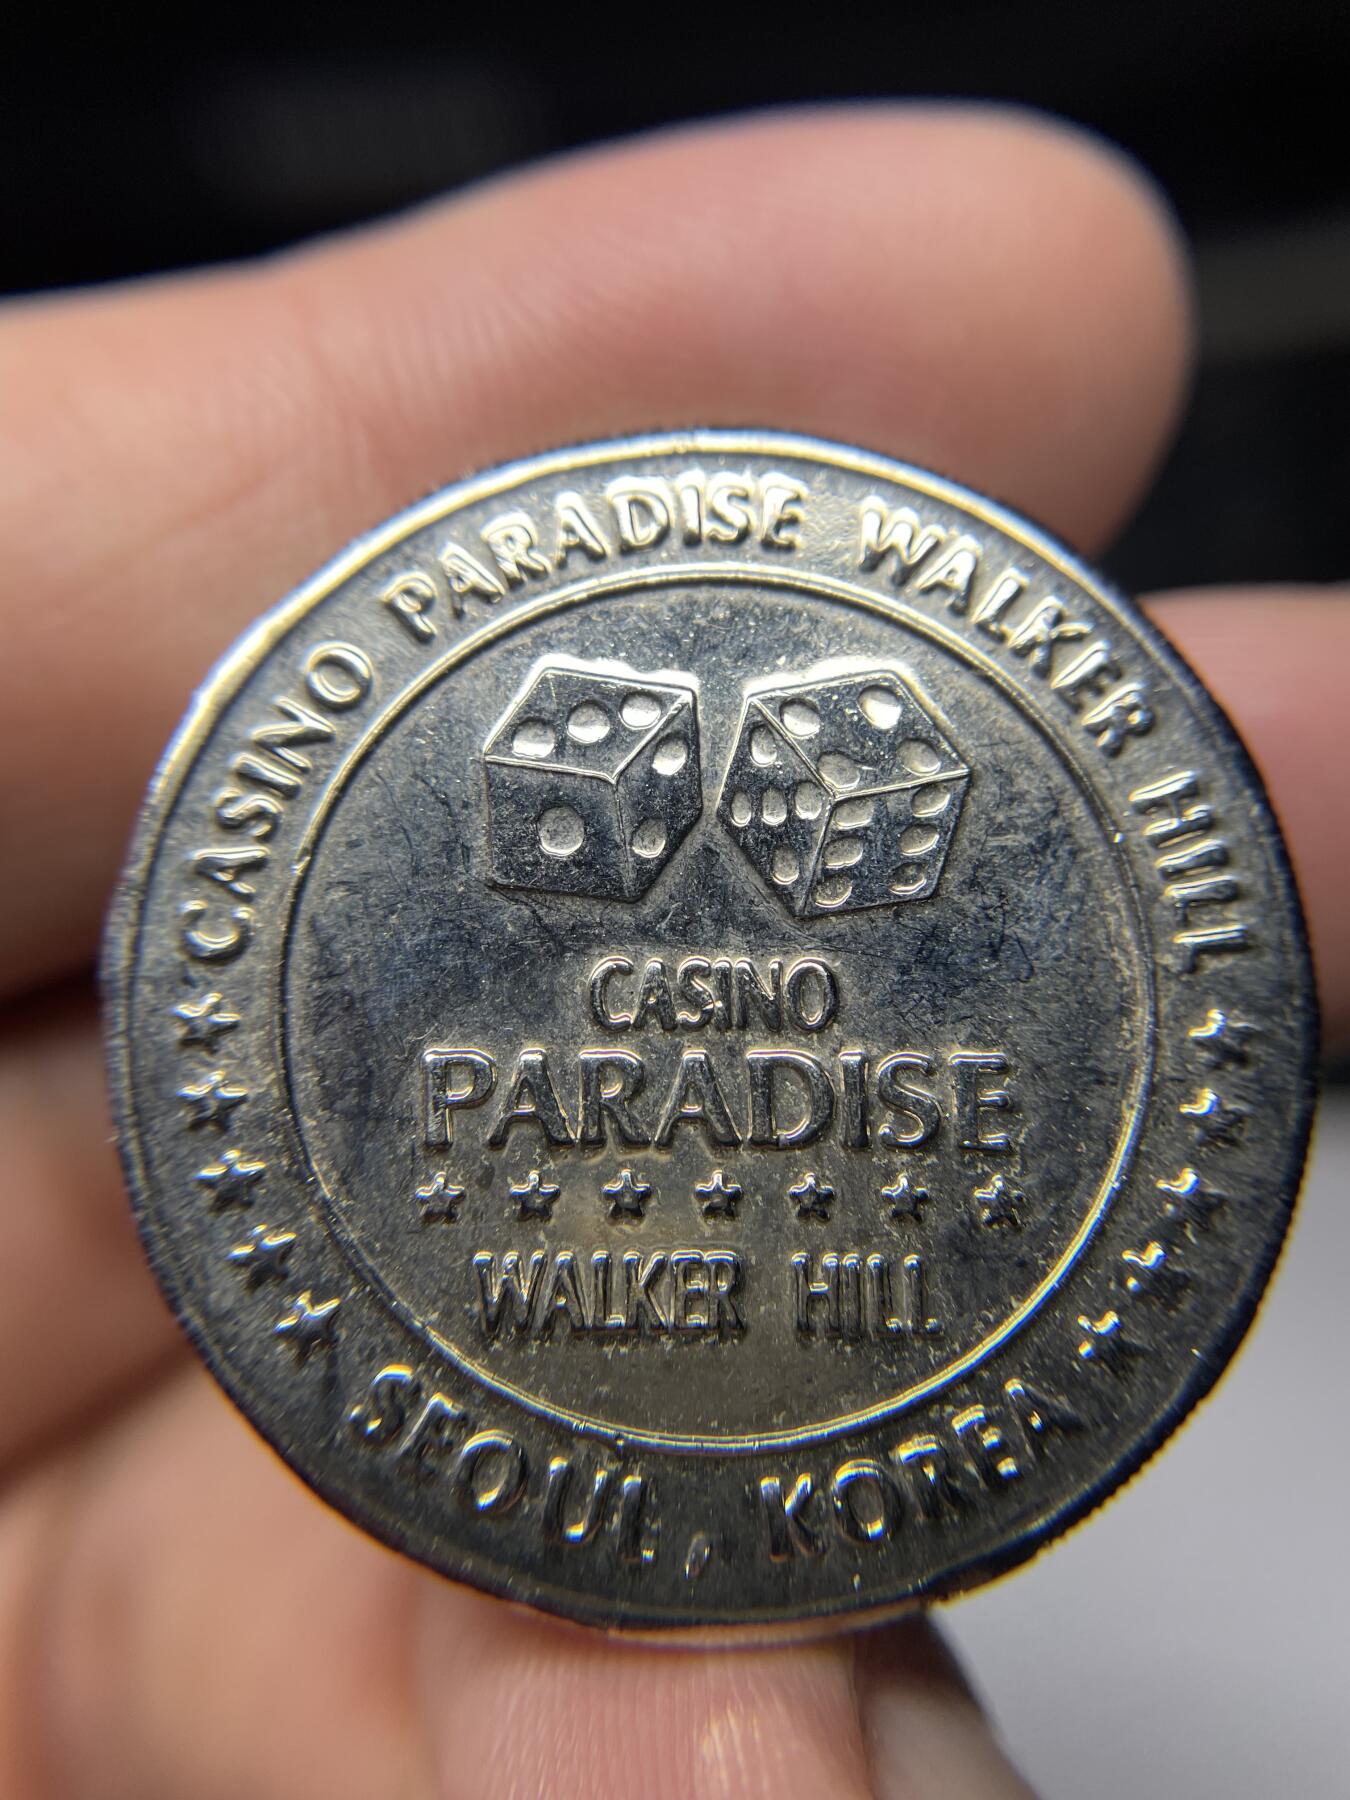 CASINO PARADISE WALKER HILL
CASINO
PARADISE
WALKER HILL
SEOUL, KOREA